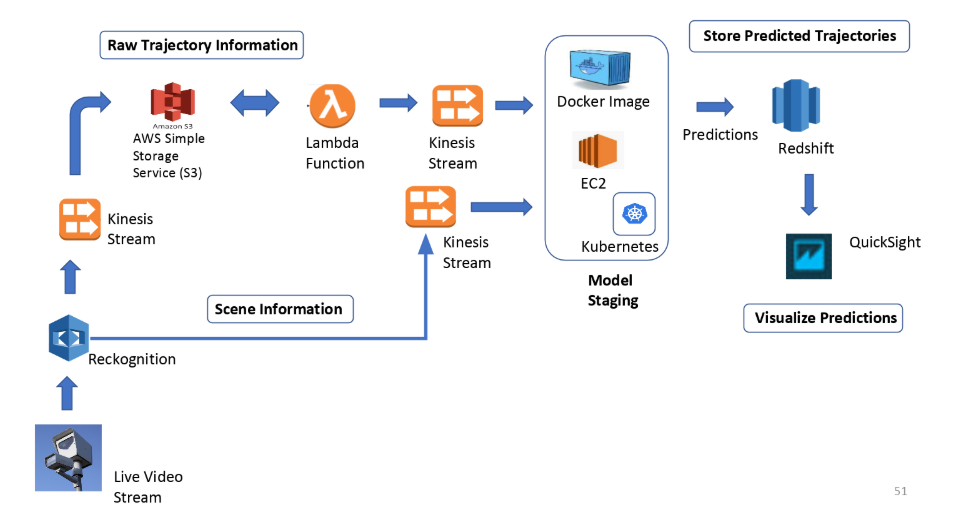 Raw Trajectory Information
Store Predicted Trajectories
Amazon S3
AWS Simple
Storage
Service (S3)
Lambda
Function
Kinesis
Stream
Docker Image
Predictions
Redshift
EC2
Kinesis
Stream
Kinesis
Stream
Kubernetes
QuickSight
Model
Staging
Scene Information
Visualize Predictions
Reckognition
Live Video
Stream
51